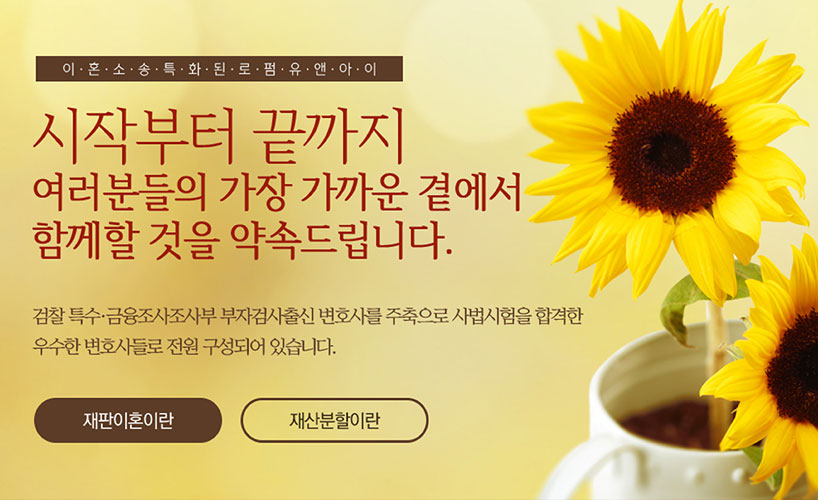 이·혼·소·송·특·화·된·로·펌·유·앤·아·이
시작부터 끝까지
여러분들의 가장 가까운 곁에서
함께할 것을 약속드립니다.
검찰 특수·금융조사조사부 부자검사출신 변호사를 주축으로 사법시험을 합격한
우수한 변호사들로 전원 구성되어 있습니다.
재판이혼이란
재산분할이란